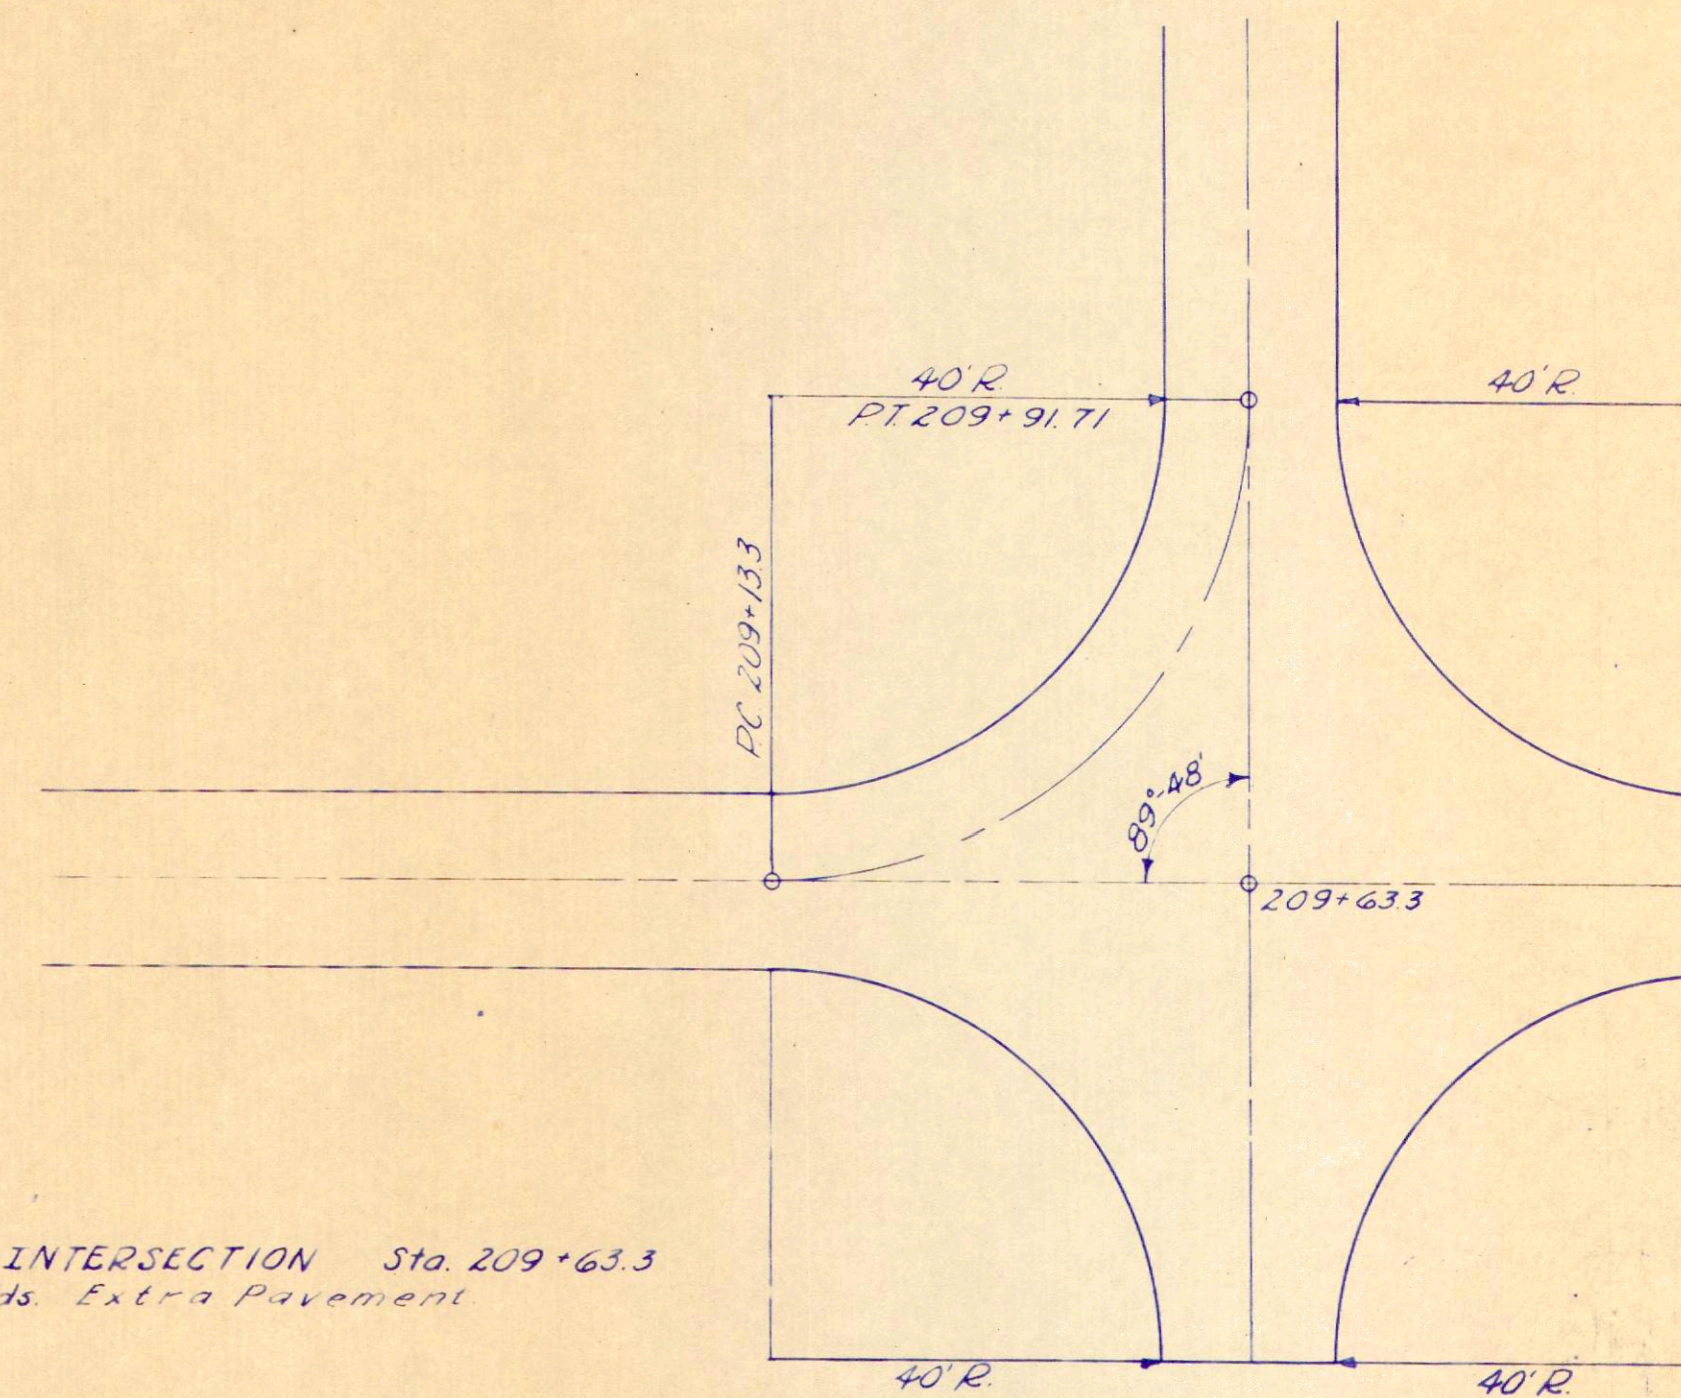 40'R.
P.T. 209+91.71
40'R.
P.C. 209+13.3
89°-48'
209+63.3
INTERSECTION Sta. 209+63.3
ds. Extra Pavement.
40'R.
40'R.